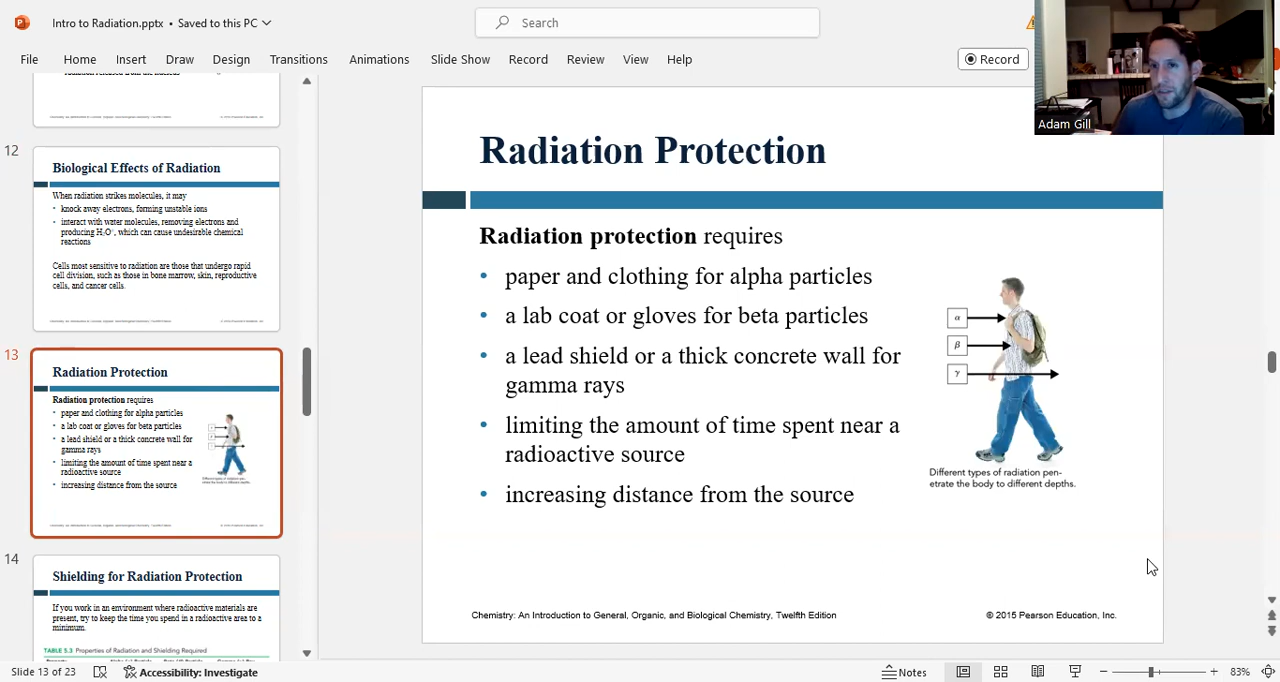 Intro to Radiation.pptx • Saved to this PC
Search
File Home Insert Draw Design Transitions Animations Slide Show Record Review View Help
Record
Adam Gill
12
Biological Effects of Radiation
When radiation strikes molecules, it may
• knock away electrons, forming unstable ions
• interact with water molecules, removing electrons and
producing H₂O⁺, which can cause undesirable chemical
reactions
Cells most sensitive to radiation are those that undergo rapid
cell division, such as those in bone marrow, skin, reproductive
cells, and cancer cells.
13
Radiation Protection
Radiation protection requires
• paper and clothing for alpha particles
• a lab coat or gloves for beta particles
• a lead shield or a thick concrete wall for
gamma rays
• limiting the amount of time spent near a
radioactive source
• increasing distance from the source
14
Shielding for Radiation Protection
If you work in an environment where radioactive materials are
present, try to keep the time you spend in a radioactive area to a
minimum.
TABLE 5.3 Properties of Radiation and Shielding Required
Radiation Protection
Radiation protection requires
• paper and clothing for alpha particles
• a lab coat or gloves for beta particles
• a lead shield or a thick concrete wall for
gamma rays
• limiting the amount of time spent near a
radioactive source
• increasing distance from the source
α
β
γ
Different types of radiation pen-
etrate the body to different depths.
Chemistry: An Introduction to General, Organic, and Biological Chemistry, Twelfth Edition
© 2015 Pearson Education, Inc.
Slide 13 of 23
Accessibility: Investigate
Notes
83%